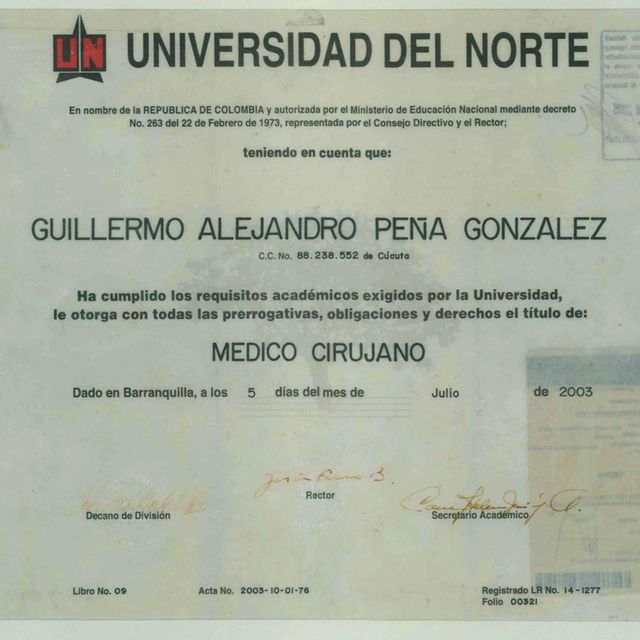 UN UNIVERSIDAD DEL NORTE
En nombre de la REPUBLICA DE COLOMBIA y autorizada por el Ministerio de Educación Nacional mediante decreto
No. 263 del 22 de Febrero de 1973, representada por el Consejo Directivo y el Rector;
teniendo en cuenta que:
GUILLERMO ALEJANDRO PEÑA GONZALEZ
C.C. No. 88.238.552 de Cúcuta
Ha cumplido los requisitos académicos exigidos por la Universidad,
le otorga con todas las prerrogativas, obligaciones y derechos el título de:
MEDICO CIRUJANO
Dado en Barranquilla, a los 5 días del mes de Julio de 2003
Rector
Decano de División
Secretario Académico
Libro No. 09 Acta No. 2003-10-01-76 Registrado LR No. 14-1277
Folio 00321